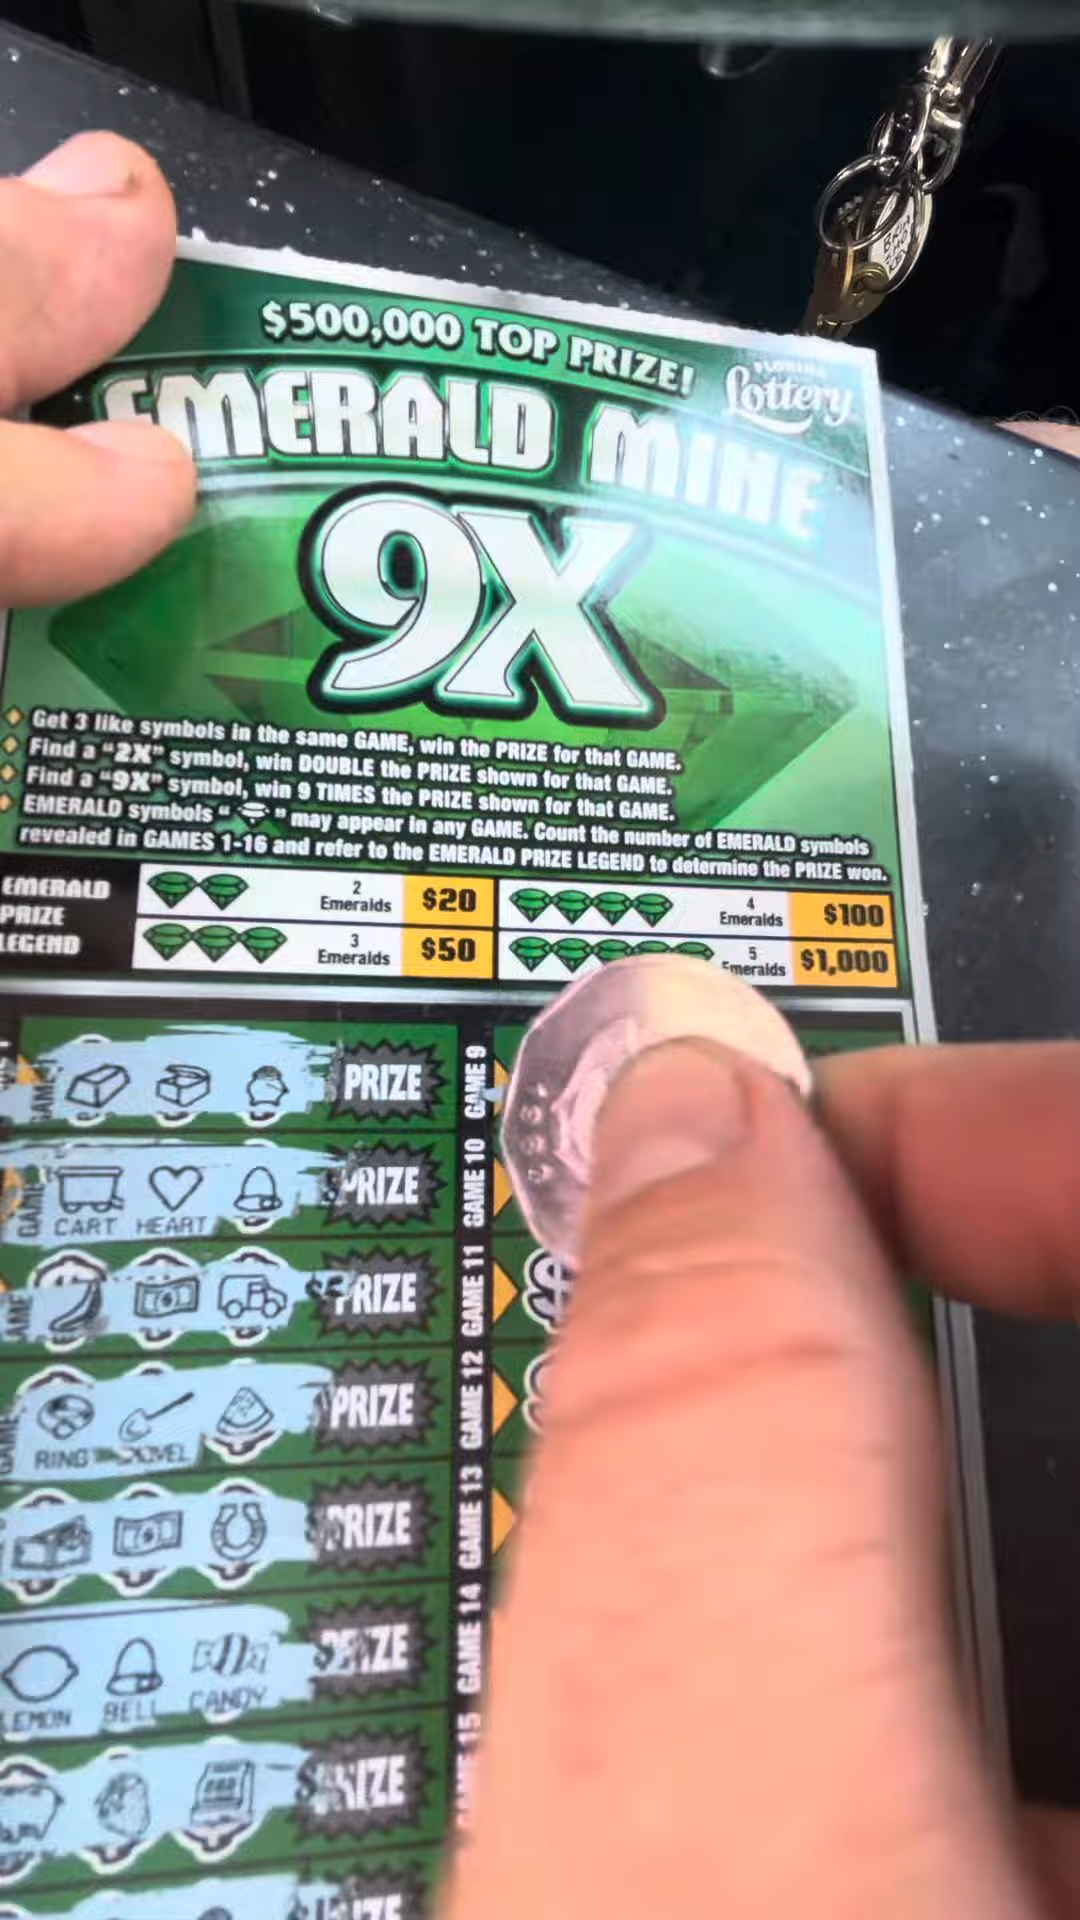 $500,000 TOP PRIZE!
FLORIDA
Lottery
EMERALD MINE
9X
Get 3 like symbols in the same GAME, win the PRIZE for that GAME.
Find a "2X" symbol, win DOUBLE the PRIZE shown for that GAME.
Find a "9X" symbol, win 9 TIMES the PRIZE shown for that GAME.
EMERALD symbols " " may appear in any GAME. Count the number of EMERALD symbols
revealed in GAMES 1-16 and refer to the EMERALD PRIZE LEGEND to determine the PRIZE won.
EMERALD
PRIZE
LEGEND
2
Emeralds
$20
3
Emeralds
$50
4
Emeralds
$100
5
Emeralds
$1,000
PRIZE
GAME 9
CART HEART
PRIZE
GAME 10
PRIZE
GAME 11
RING
PRIZE
GAME 12
PRIZE
GAME 13
LEMON BELL CANDY
GAME 14